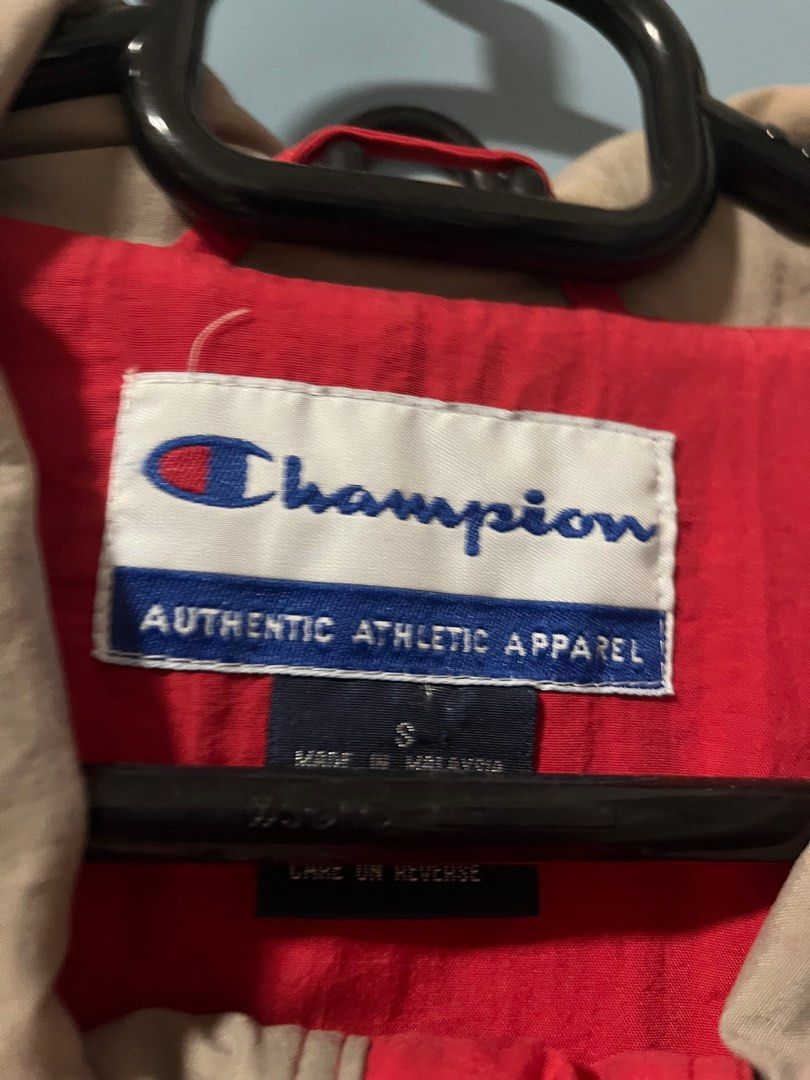 Champion
AUTHENTIC ATHLETIC APPAREL
S
MADE IN MALAYSIA
CARE ON REVERSE